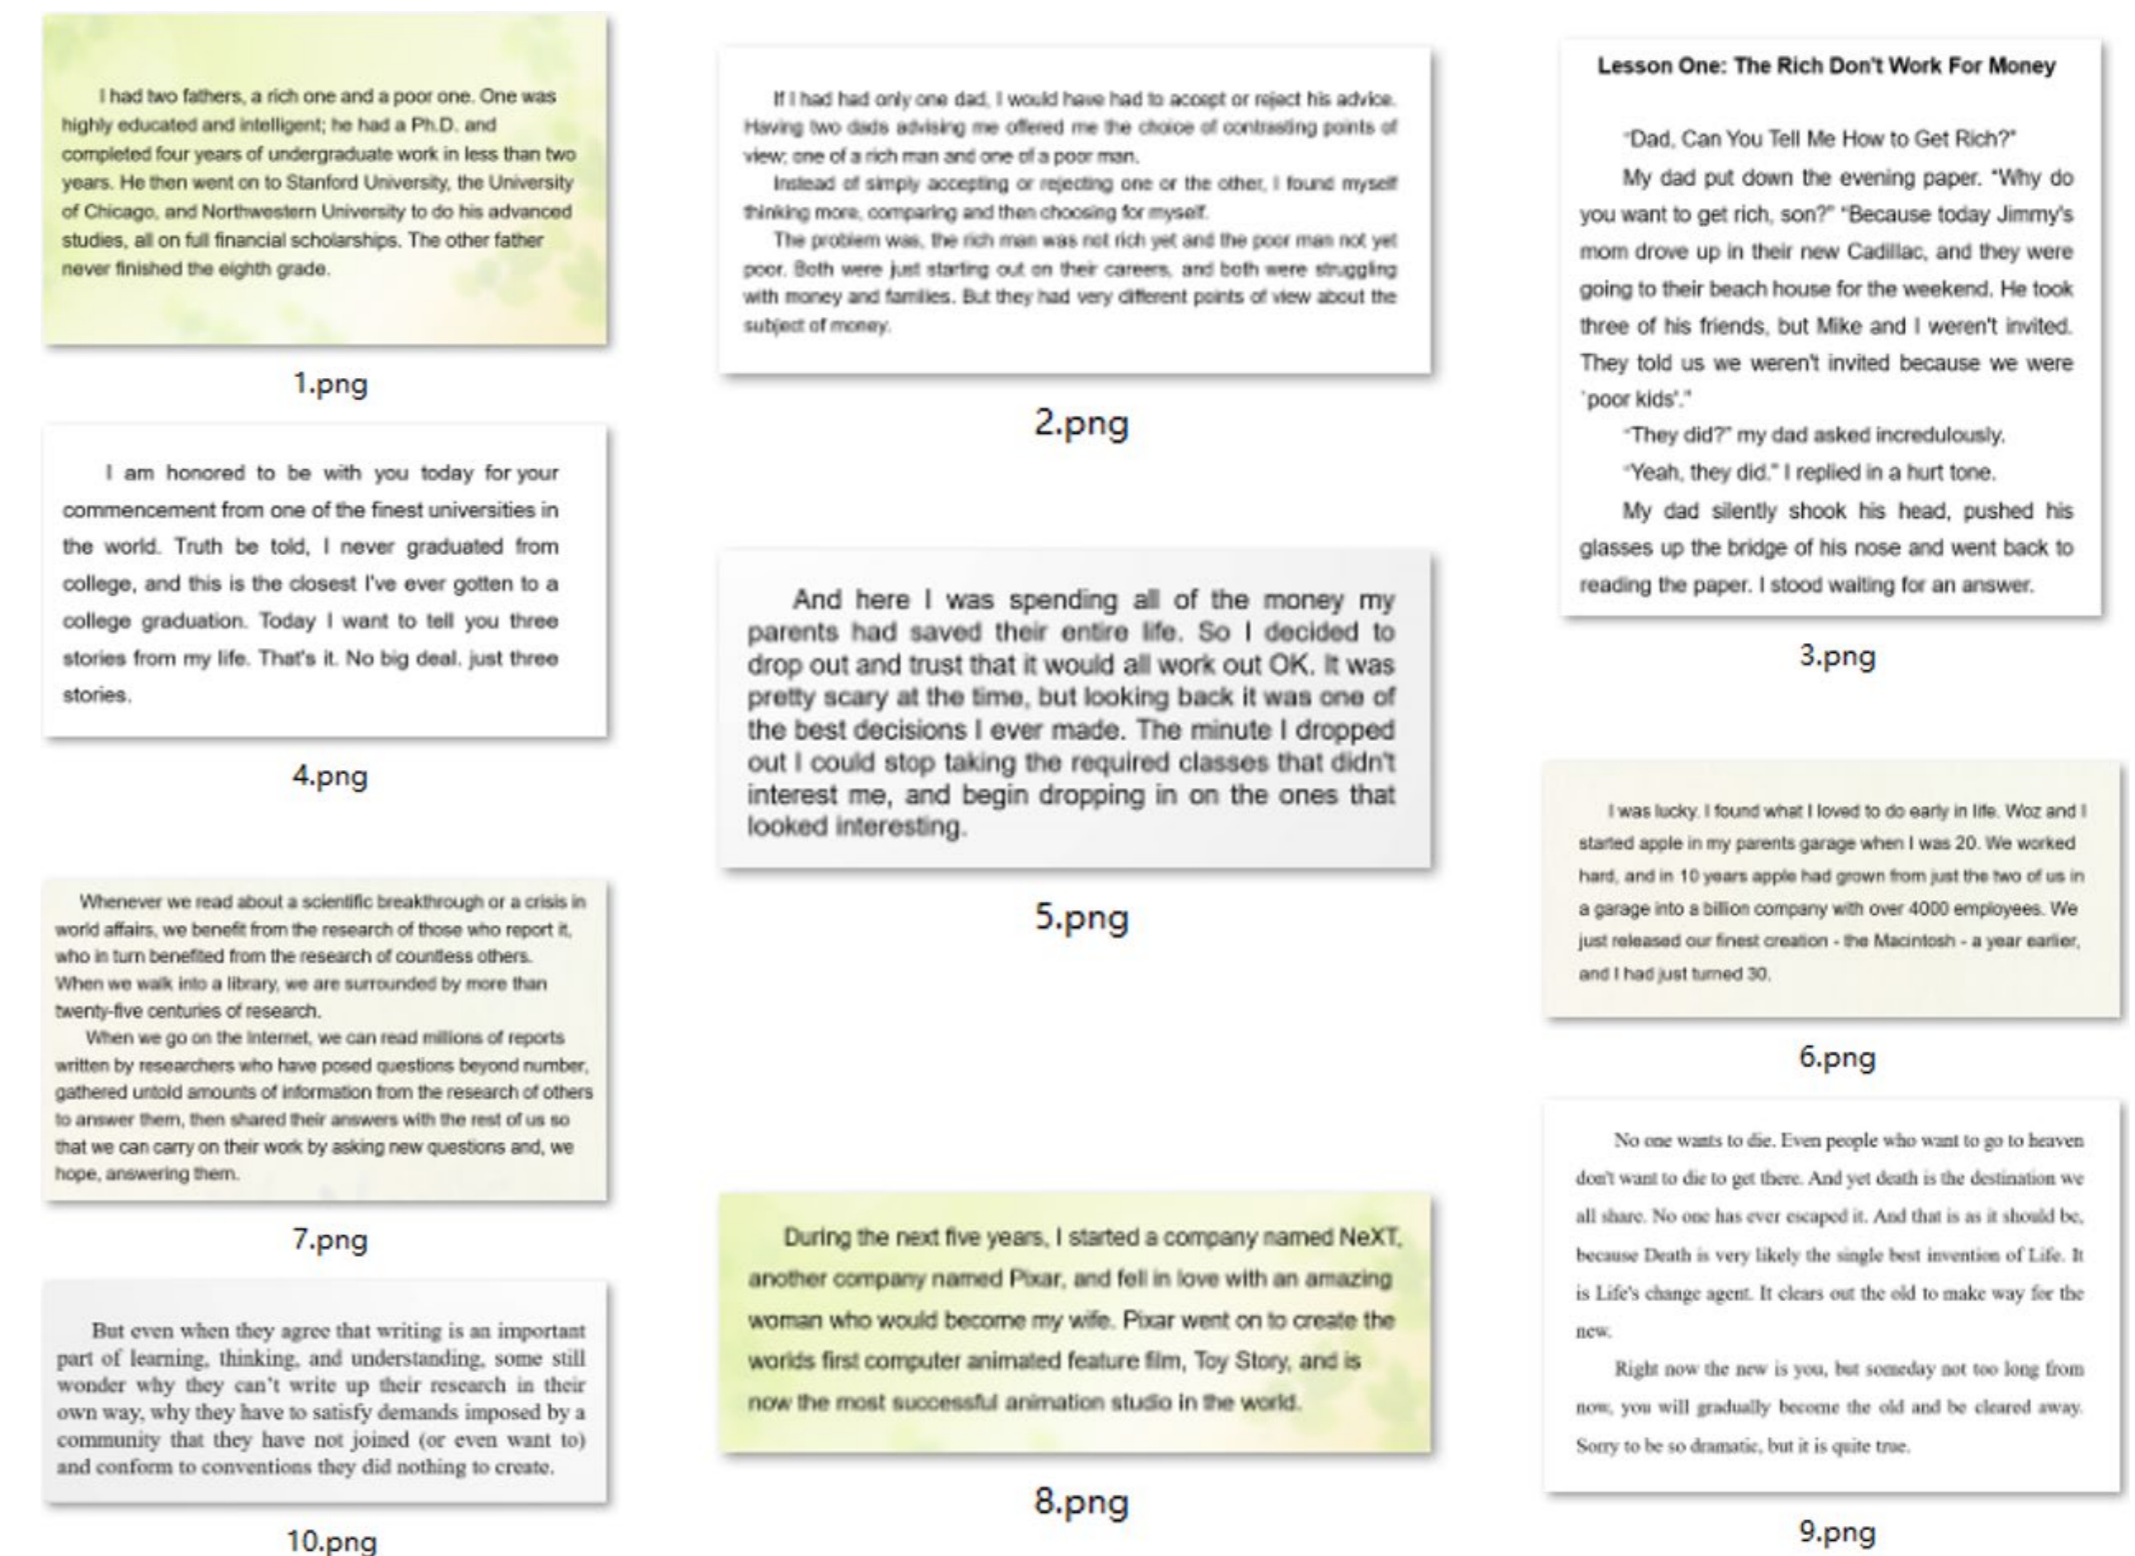 I had two fathers, a rich one and a poor one. One was
highly educated and intelligent; he had a Ph.D. and
completed four years of undergraduate work in less than two
years. He then went on to Stanford University, the University
of Chicago, and Northwestern University to do his advanced
studies, all on full financial scholarships. The other father
never finished the eighth grade.
1.png
If I had had only one dad, I would have had to accept or reject his advice.
Having two dads advising me offered me the choice of contrasting points of
view; one of a rich man and one of a poor man.
Instead of simply accepting or rejecting one or the other, I found myself
thinking more, comparing and then choosing for myself.
The problem was, the rich man was not rich yet and the poor man not yet
poor. Both were just starting out on their careers, and both were struggling
with money and families. But they had very different points of view about the
subject of money.
2.png
Lesson One: The Rich Don't Work For Money
“Dad, Can You Tell Me How to Get Rich?”
My dad put down the evening paper. “Why do
you want to get rich, son?” “Because today Jimmy's
mom drove up in their new Cadillac, and they were
going to their beach house for the weekend. He took
three of his friends, but Mike and I weren't invited.
They told us we weren't invited because we were
`poor kids'.”
“They did?” my dad asked incredulously.
“Yeah, they did.” I replied in a hurt tone.
My dad silently shook his head, pushed his
glasses up the bridge of his nose and went back to
reading the paper. I stood waiting for an answer.
3.png
I am honored to be with you today for your
commencement from one of the finest universities in
the world. Truth be told, I never graduated from
college, and this is the closest I've ever gotten to a
college graduation. Today I want to tell you three
stories from my life. That's it. No big deal. just three
stories.
4.png
And here I was spending all of the money my
parents had saved their entire life. So I decided to
drop out and trust that it would all work out OK. It was
pretty scary at the time, but looking back it was one of
the best decisions I ever made. The minute I dropped
out I could stop taking the required classes that didn't
interest me, and begin dropping in on the ones that
looked interesting.
5.png
I was lucky. I found what I loved to do early in life. Woz and I
started apple in my parents garage when I was 20. We worked
hard, and in 10 years apple had grown from just the two of us in
a garage into a billion company with over 4000 employees. We
just released our finest creation - the Macintosh - a year earlier,
and I had just turned 30.
6.png
Whenever we read about a scientific breakthrough or a crisis in
world affairs, we benefit from the research of those who report it,
who in turn benefited from the research of countless others.
When we walk into a library, we are surrounded by more than
twenty-five centuries of research.
When we go on the Internet, we can read millions of reports
written by researchers who have posed questions beyond number,
gathered untold amounts of information from the research of others
to answer them, then shared their answers with the rest of us so
that we can carry on their work by asking new questions and, we
hope, answering them.
7.png
During the next five years, I started a company named NeXT,
another company named Pixar, and fell in love with an amazing
woman who would become my wife. Pixar went on to create the
worlds first computer animated feature film, Toy Story, and is
now the most successful animation studio in the world.
8.png
No one wants to die. Even people who want to go to heaven
don't want to die to get there. And yet death is the destination we
all share. No one has ever escaped it. And that is as it should be,
because Death is very likely the single best invention of Life. It
is Life's change agent. It clears out the old to make way for the
new.
Right now the new is you, but someday not too long from
now, you will gradually become the old and be cleared away.
Sorry to be so dramatic, but it is quite true.
9.png
But even when they agree that writing is an important
part of learning, thinking, and understanding, some still
wonder why they can’t write up their research in their
own way, why they have to satisfy demands imposed by a
community that they have not joined (or even want to)
and conform to conventions they did nothing to create.
10.png